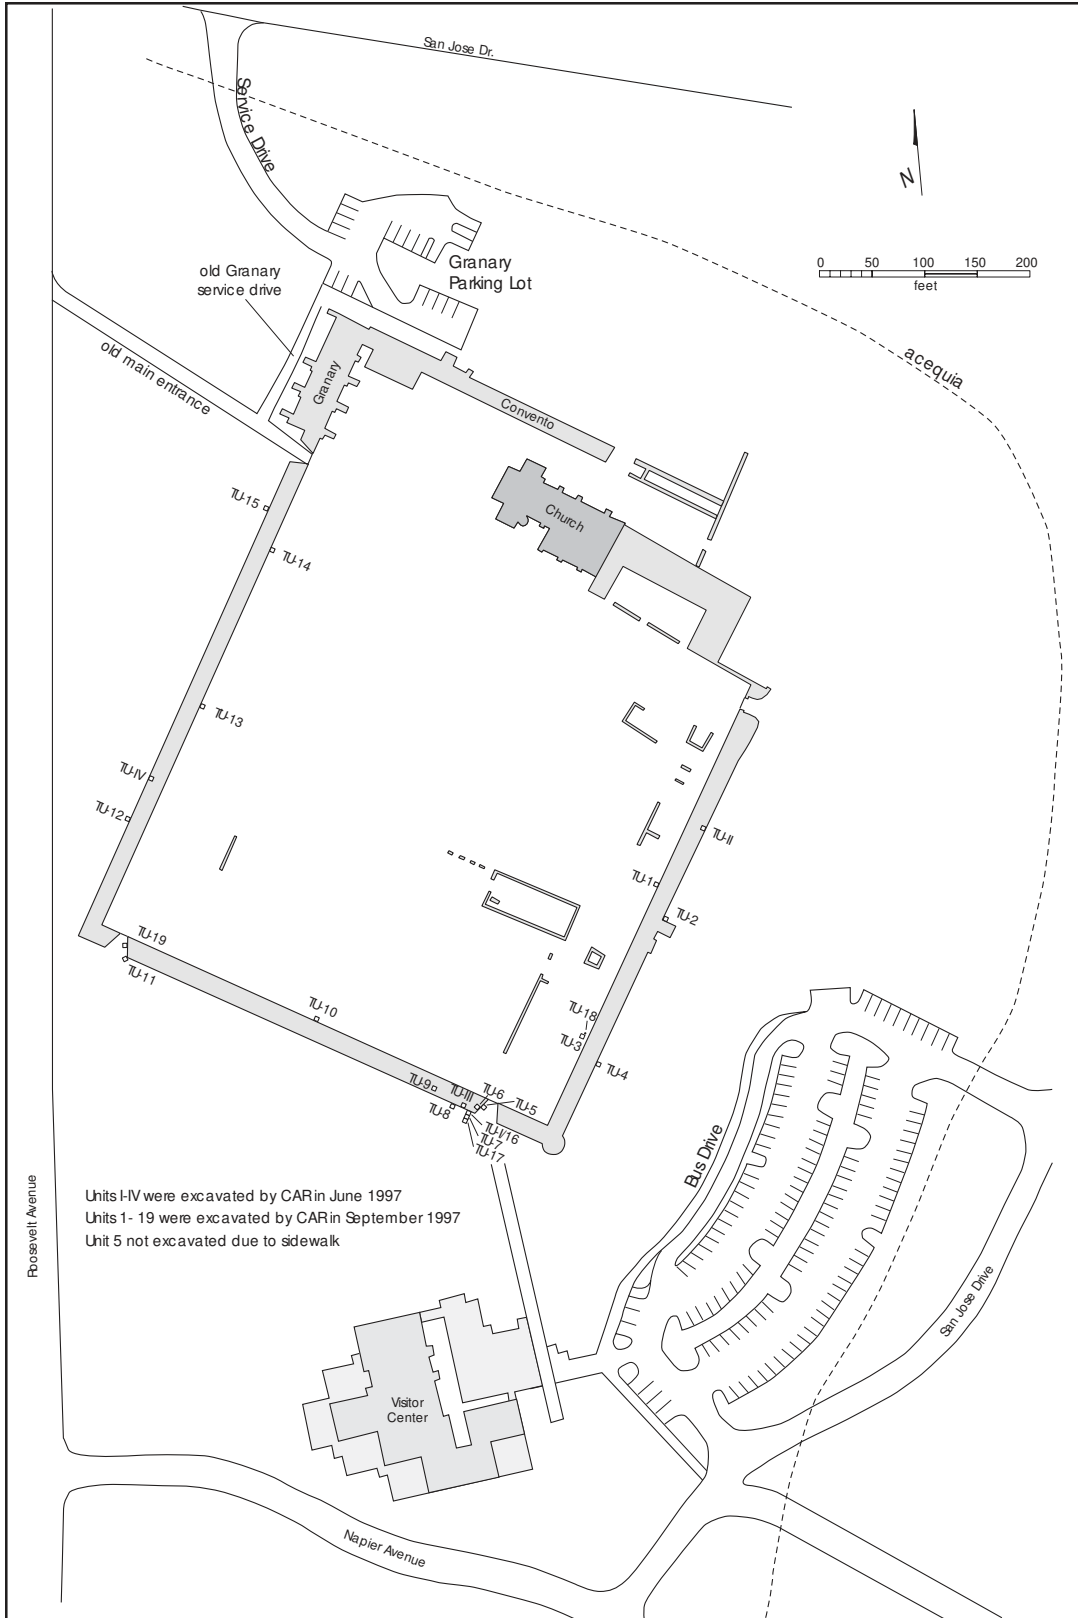 San Jose Dr.
Service Drive
N
0 50 100 150 200
feet
Granary
Parking Lot
old Granary
service drive
old main entrance
acequia
Granary
Convento
Church
TU-15
TU-14
TU-13
TU-IV
TU-12
TU-II
TU-1
TU-2
TU-19
TU-11
TU-10
TU-18
TU-3
TU-4
TU-9
TU-III
TU-6
TU-5
TU-8
TU-I/16
TU-7
TU-17
Bus Drive
Roosevelt Avenue
Units I-IV were excavated by CAR in June 1997
Units 1- 19 were excavated by CAR in September 1997
Unit 5 not excavated due to sidewalk
San Jose Drive
Visitor
Center
Napier Avenue